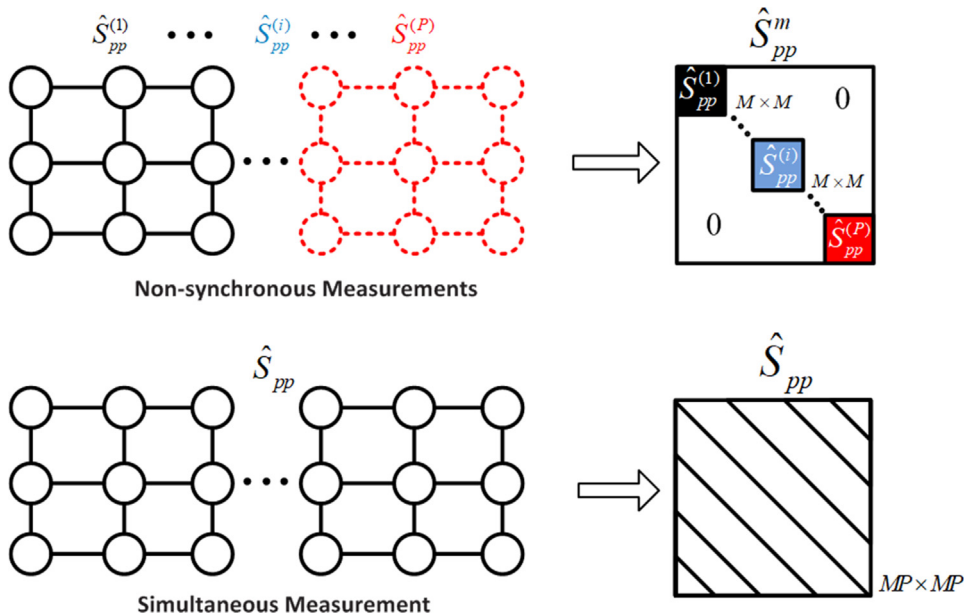 Ŝ_pp^(1) ••• Ŝ_pp^(i) ••• Ŝ_pp^(P)
Ŝ_pp^m
Ŝ_pp^(1) M×M 0
Ŝ_pp^(i) M×M
0 Ŝ_pp^(P)
Non-synchronous Measurements
Ŝ_pp
Ŝ_pp
MP×MP
Simultaneous Measurement